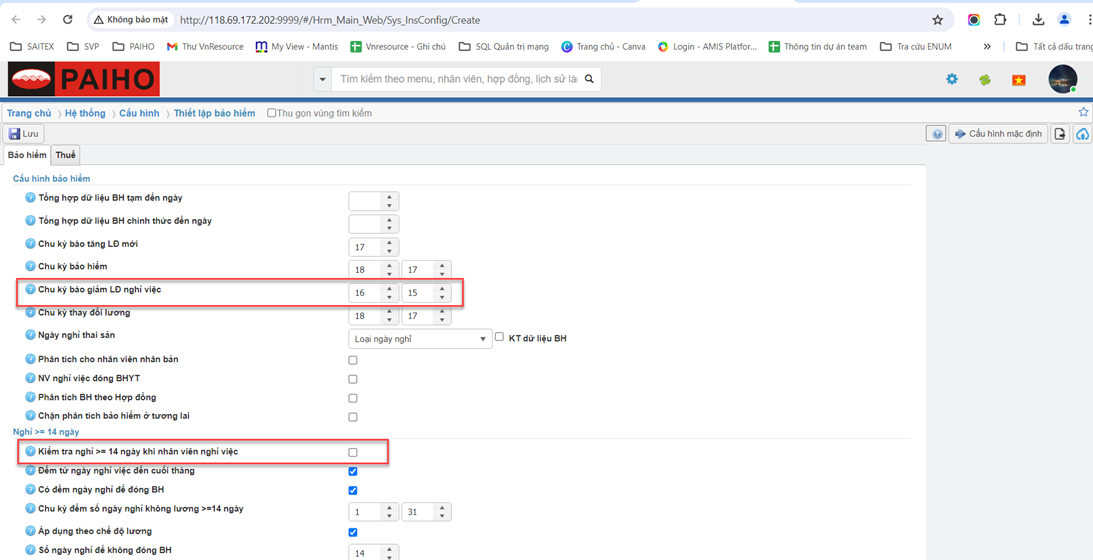 Không bảo mật
http://118.69.172.202:9999/#/Hrm_Main_Web/Sys_InsConfig/Create
SAITEX SVP PAIHO Thư VnResource My View - Mantis Vnresource - Ghi chú SQL Quản trị mạng Trang chủ - Canva Login - AMIS Platfor... Thông tin dự án team Tra cứu ENUM » Tất cả dấu trang
PAIHO
Tìm kiếm theo menu, nhân viên, hợp đồng, lịch sử làn
Trang chủ Hệ thống Cấu hình Thiết lập bảo hiểm Thu gọn vùng tìm kiếm
Lưu
Cấu hình mặc định
Bảo hiểm Thuế
Cấu hình bảo hiểm
Tổng hợp dữ liệu BH tạm đến ngày
Tổng hợp dữ liệu BH chính thức đến ngày
Chu kỳ báo tăng LĐ mới 17
Chu kỳ bảo hiểm 18 17
Chu kỳ báo giảm LĐ nghỉ việc 16 15
Chu kỳ thay đổi lương 18 17
Ngày nghỉ thai sản Loại ngày nghỉ KT dữ liệu BH
Phân tích cho nhân viên nhân bản
NV nghỉ việc đóng BHYT
Phân tích BH theo Hợp đồng
Chặn phân tích bảo hiểm ở tương lai
Nghỉ >= 14 ngày
Kiểm tra nghỉ >= 14 ngày khi nhân viên nghỉ việc
Đếm từ ngày nghỉ việc đến cuối tháng
Có đếm ngày nghỉ để đóng BH
Chu kỳ đếm số ngày nghỉ không lương >=14 ngày 1 31
Áp dụng theo chế độ lương
Số ngày nghỉ để không đóng BH 14